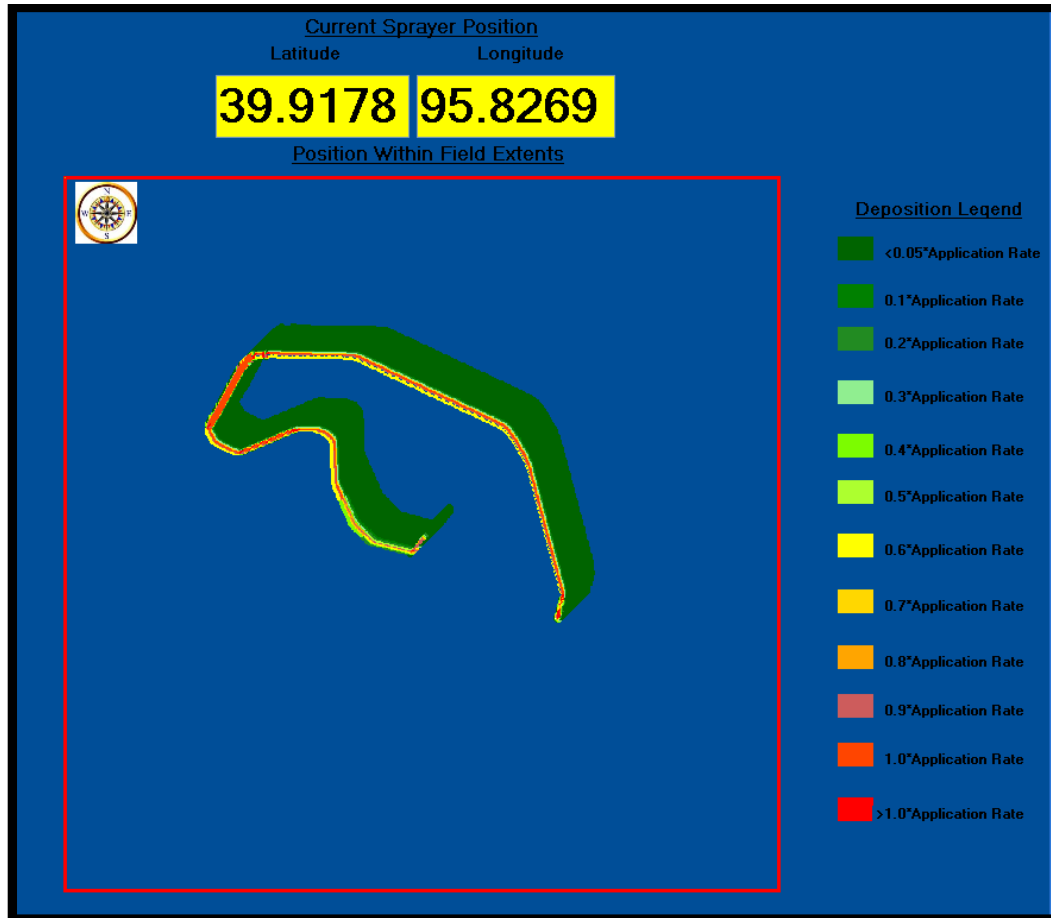 Current Sprayer Position
Latitude Longitude
39.9178 95.8269
Position Within Field Extents
N
W E
S
Deposition Legend
<0.05*Application Rate
0.1*Application Rate
0.2*Application Rate
0.3*Application Rate
0.4*Application Rate
0.5*Application Rate
0.6*Application Rate
0.7*Application Rate
0.8*Application Rate
0.9*Application Rate
1.0*Application Rate
>1.0*Application Rate